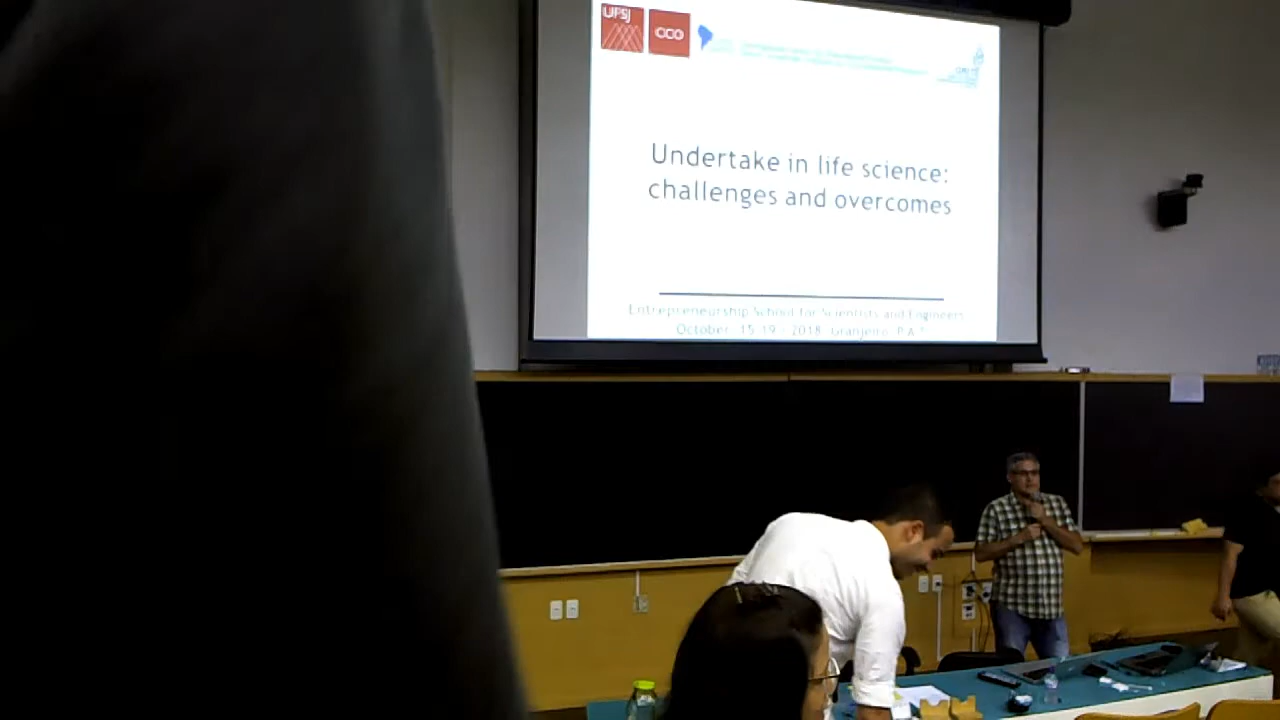 UFSJ
CCO
Undertake in life science:
challenges and overcomes
Entrepreneurship School for Scientists and Engineers
October, 15-19 - 2018, Granjeiro, P.A.